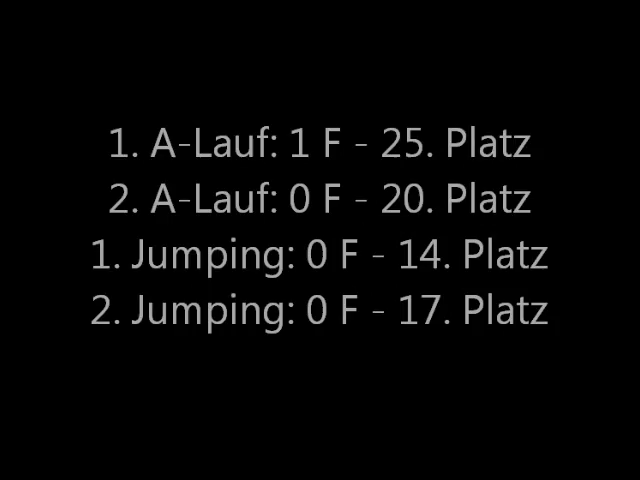 1. A-Lauf: 1 F - 25. Platz
2. A-Lauf: 0 F - 20. Platz
1. Jumping: 0 F - 14. Platz
2. Jumping: 0 F - 17. Platz